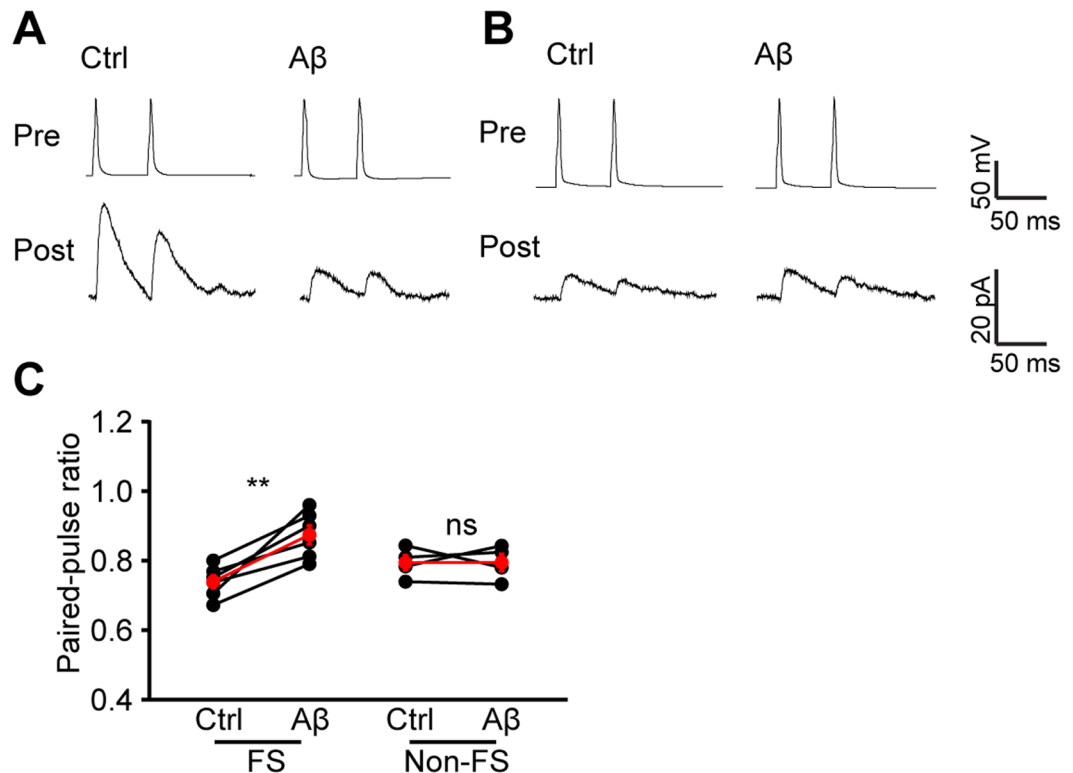 A
B
Ctrl
Aβ
Ctrl
Aβ
Pre
Pre
50 mV
50 ms
Post
Post
20 pA
50 ms
C
Paired-pulse ratio
1.2
1.0
0.8
0.6
0.4
**
ns
Ctrl
Aβ
Ctrl
Aβ
FS
Non-FS